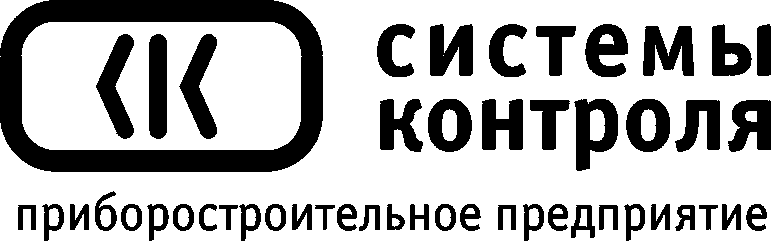 системы
контроля
приборостроительное предприятие